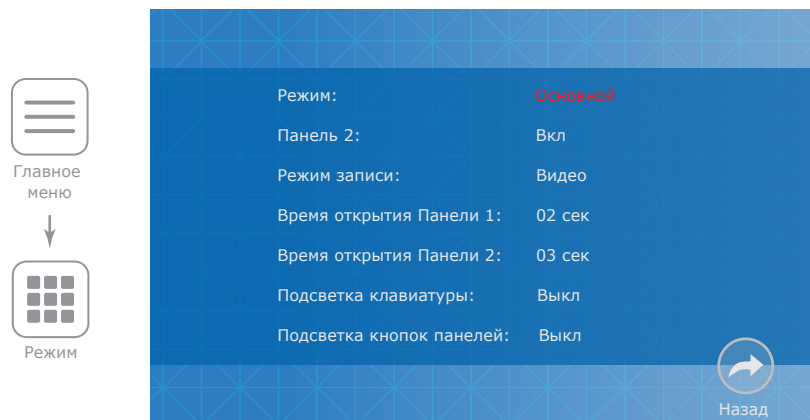 Главное
меню
Режим
Режим: Основной
Панель 2: Вкл
Режим записи: Видео
Время открытия Панели 1: 02 сек
Время открытия Панели 2: 03 сек
Подсветка клавиатуры: Выкл
Подсветка кнопок панелей: Выкл
Назад